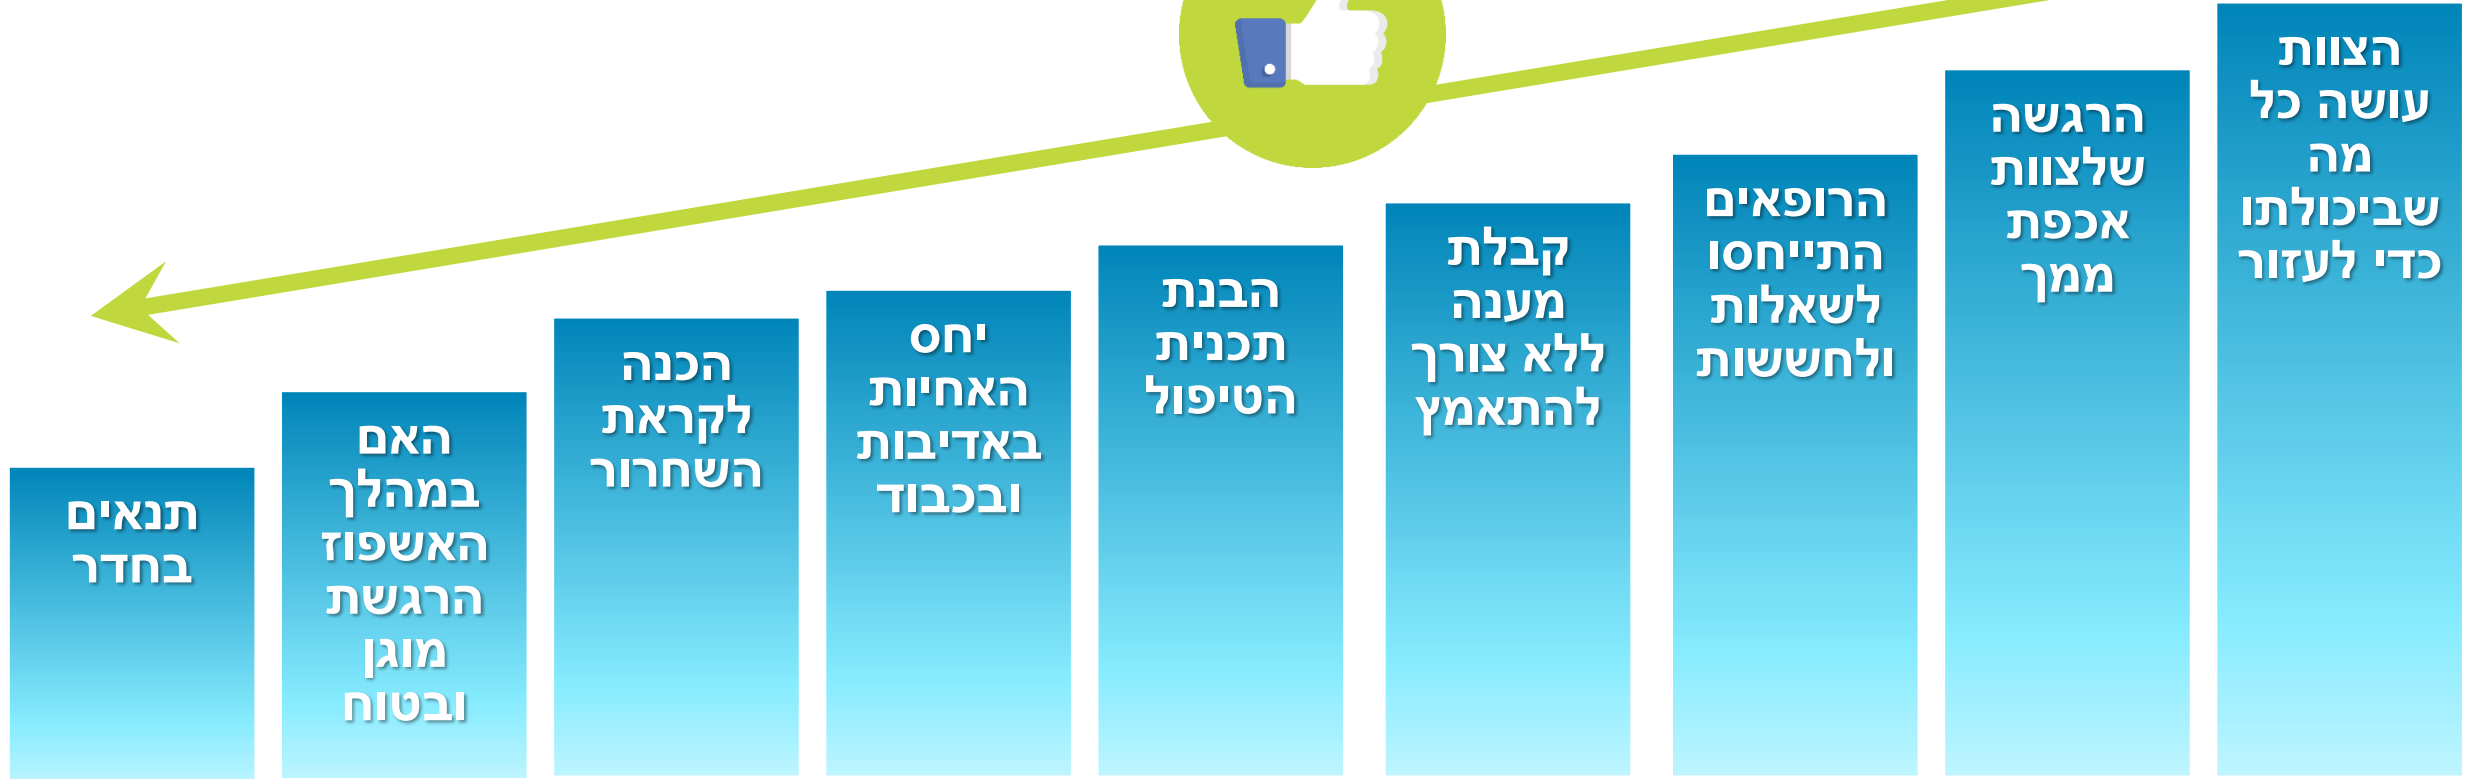 הצוות
עושה כל
מה
שביכולתו
כדי לעזור
הרגשה
שלצוות
אכפת
ממך
הרופאים
התייחסו
לשאלות
ולחששות
קבלת
מענה
ללא צורך
להתאמץ
הבנת
תכנית
הטיפול
יחס
האחיות
באדיבות
ובכבוד
הכנה
לקראת
השחרור
האם
במהלך
האשפוז
הרגשת
מוגן
ובטוח
תנאים
בחדר